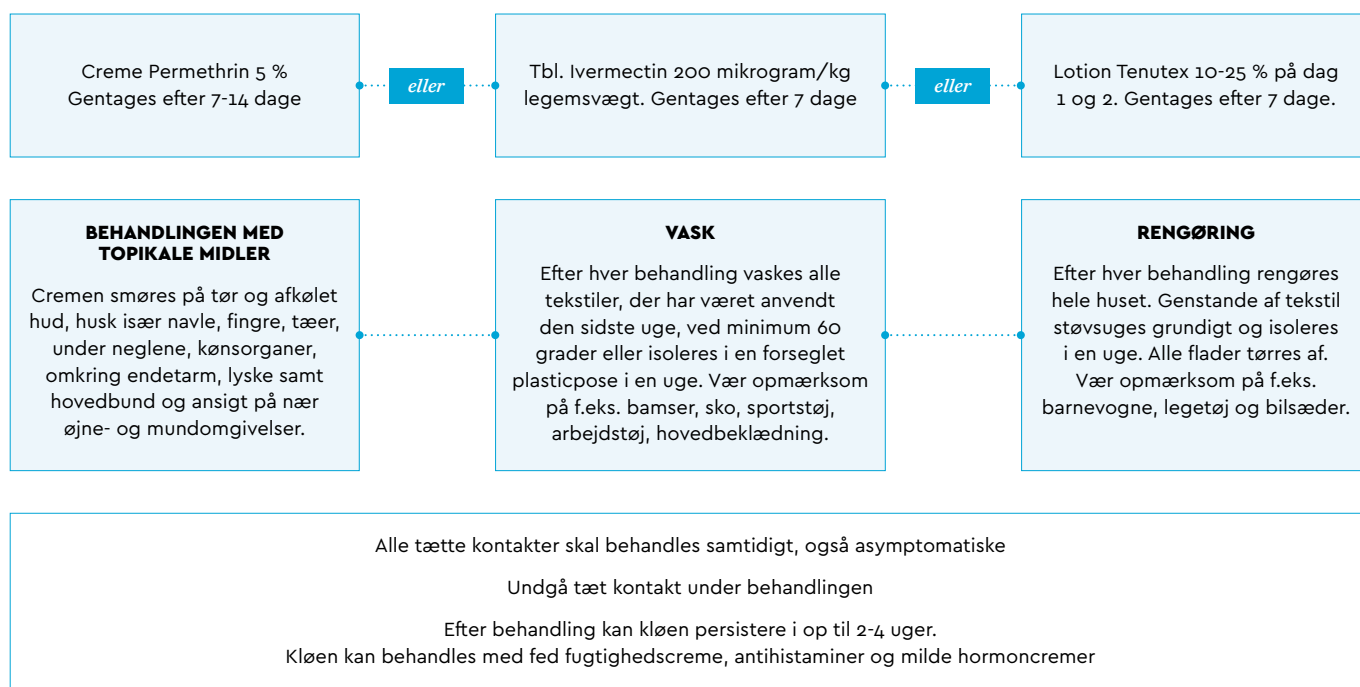 Creme Permethrin 5 %
Gentages efter 7-14 dage
eller
Tbl. Ivermectin 200 mikrogram/kg
legemsvægt. Gentages efter 7 dage
eller
Lotion Tenutex 10-25 % på dag
1 og 2. Gentages efter 7 dage.
BEHANDLINGEN MED
TOPIKALE MIDLER
Cremen smøres på tør og afkølet
hud, husk især navle, fingre, tæer,
under neglene, kønsorganer,
omkring endetarm, lyske samt
hovedbund og ansigt på nær
øjne- og mundomgivelser.
VASK
Efter hver behandling vaskes alle
tekstiler, der har været anvendt
den sidste uge, ved minimum 60
grader eller isoleres i en forseglet
plasticpose i en uge. Vær opmærksom
på f.eks. bamser, sko, sportstøj,
arbejdstøj, hovedbeklædning.
RENGØRING
Efter hver behandling rengøres
hele huset. Genstande af tekstil
støvsuges grundigt og isoleres
i en uge. Alle flader tørres af.
Vær opmærksom på f.eks.
barnevogne, legetøj og bilsæder.
Alle tætte kontakter skal behandles samtidigt, også asymptomatiske
Undgå tæt kontakt under behandlingen
Efter behandling kan kløen persistere i op til 2-4 uger.
Kløen kan behandles med fed fugtighedscreme, antihistaminer og milde hormoncremer